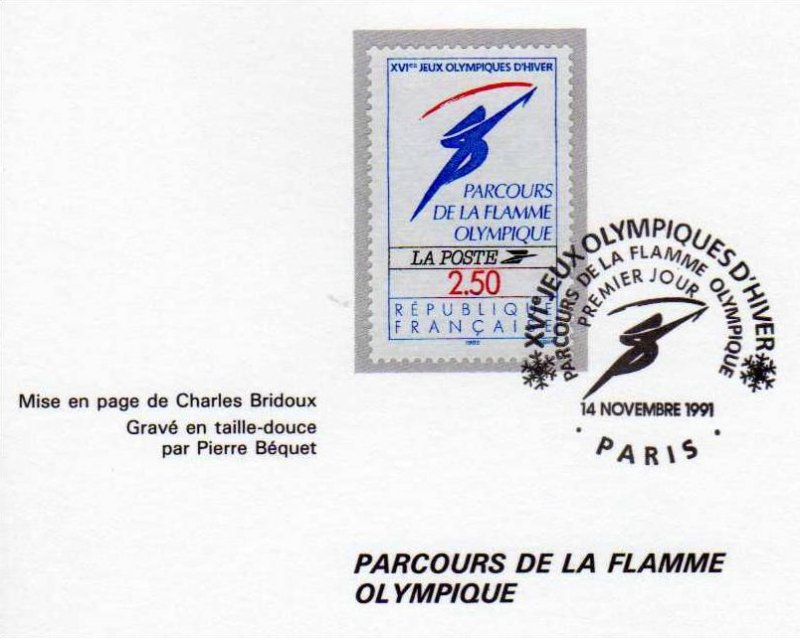 XVIes JEUX OLYMPIQUES D'HIVER
PARCOURS
DE LA FLAMME
OLYMPIQUE
LA POSTE
2.50
RÉPUBLIQUE
FRANÇAISE
XVIe JEUX OLYMPIQUES D'HIVER
PARCOURS DE LA FLAMME OLYMPIQUE
PREMIER JOUR
14 NOVEMBRE 1991
· PARIS ·
Mise en page de Charles Bridoux
Gravé en taille-douce
par Pierre Béquet
PARCOURS DE LA FLAMME
OLYMPIQUE